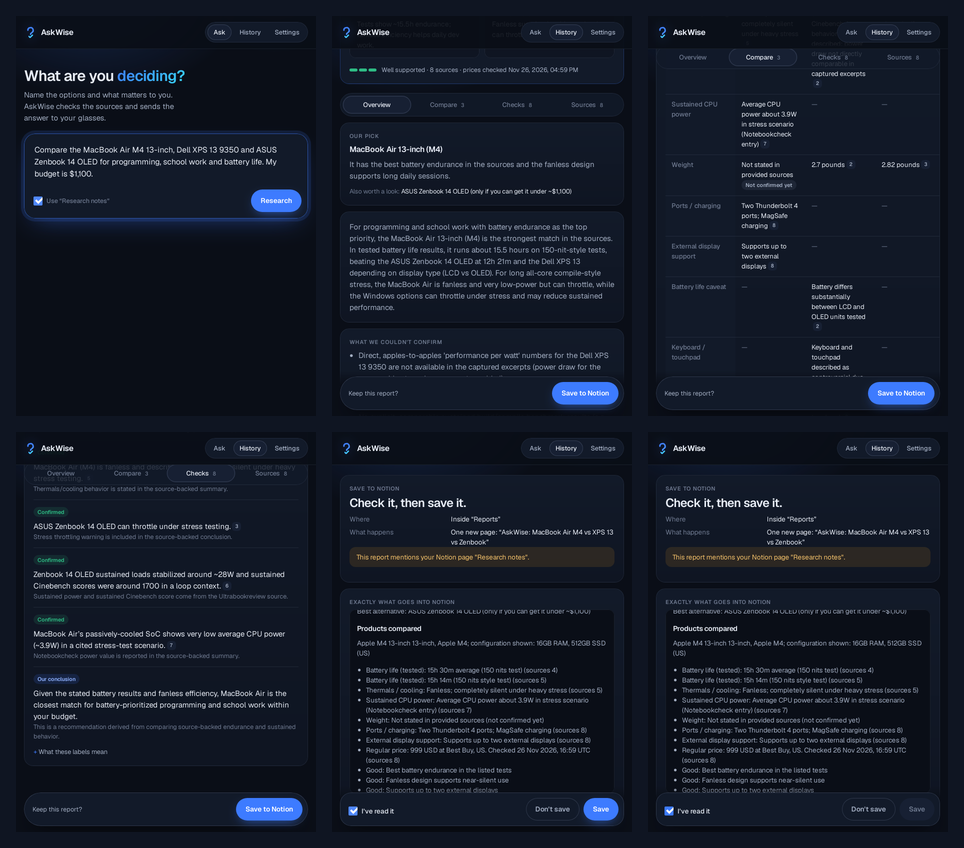 AskWise
Ask
History
Settings
What are you deciding?
Name the options and what matters to you.
AskWise checks the sources and sends the
answer to your glasses.
Compare the MacBook Air M4 13-inch, Dell XPS 13 9350 and ASUS
Zenbook 14 OLED for programming, school work and battery life. My
budget is $1,100.
Use "Research notes"
Research
AskWise
Ask
History
Settings
Well supported · 8 sources · prices checked Nov 26, 2026, 04:59 PM
Overview
Compare 3
Checks 8
Sources 8
OUR PICK
MacBook Air 13-inch (M4)
It has the best battery endurance in the sources and the fanless design
supports long daily sessions.
Also worth a look: ASUS Zenbook 14 OLED (only if you can get it under ~$1,100)
For programming and school work with battery endurance as the top
priority, the MacBook Air 13-inch (M4) is the strongest match in the sources.
In tested battery life results, it runs about 15.5 hours on 150-nit-style tests,
beating the ASUS Zenbook 14 OLED at 12h 21m and the Dell XPS 13
depending on display type (LCD vs OLED). For long all-core compile-style
stress, the MacBook Air is fanless and very low-power but can throttle, while
the Windows options can throttle under stress and may reduce sustained
performance.
WHAT WE COULDN'T CONFIRM
• Direct, apples-to-apples 'performance per watt' numbers for the Dell XPS
13 9350 are not available in the captured excerpts (power draw for the
Keep this report?
Save to Notion
AskWise
Ask
History
Settings
Overview
Compare 3
Checks 8
Sources 8
captured excerpts
2
Sustained CPU
power
Average CPU
power about 3.9W
in stress scenario
(Notebookcheck
entry) 7
—
—
Weight
Not stated in
provided sources
Not confirmed yet
2.7 pounds 2
2.82 pounds 3
Ports / charging
Two Thunderbolt 4
ports; MagSafe
charging 8
—
—
External display
support
Supports up to
two external
displays 8
—
—
Battery life caveat
—
Battery differs
substantially
between LCD and
OLED units tested
2
—
Keyboard /
touchpad
—
Keyboard and
touchpad
described as
—
Keep this report?
Save to Notion
AskWise
Ask
History
Settings
Overview
Compare 3
Checks 8
Sources 8
Thermals/cooling behavior is stated in the source-backed summary.
Confirmed
ASUS Zenbook 14 OLED can throttle under stress testing. 3
Stress throttling warning is included in the source-backed conclusion.
Confirmed
Zenbook 14 OLED sustained loads stabilized around ~28W and sustained
Cinebench scores were around 1700 in a loop context. 6
Sustained power and sustained Cinebench score come from the Ultrabookreview source.
Confirmed
MacBook Air's passively-cooled SoC shows very low average CPU power
(~3.9W) in a cited stress-test scenario. 7
Notebookcheck power value is reported in the source-backed summary.
Our conclusion
Given the stated battery results and fanless efficiency, MacBook Air is the
closest match for battery-prioritized programming and school work within
your budget.
This is a recommendation derived from comparing source-backed endurance and sustained
behavior.
+ What these labels mean
Keep this report?
Save to Notion
AskWise
Ask
History
Settings
SAVE TO NOTION
Check it, then save it.
Where
Inside "Reports"
What happens
One new page: "AskWise: MacBook Air M4 vs XPS 13
vs Zenbook"
This report mentions your Notion page "Research notes".
EXACTLY WHAT GOES INTO NOTION
Best alternative: ASUS Zenbook 14 OLED (only if you can get it under ~$1,100)
Products compared
Apple M4 13-inch 13-inch, Apple M4; configuration shown: 16GB RAM, 512GB SSD
(US)
• Battery life (tested): 15h 30m average (150 nits test) (sources 4)
• Battery life (tested): 15h 14m (150 nits style test) (sources 5)
• Thermals / cooling: Fanless; completely silent under heavy stress (sources 5)
• Sustained CPU power: Average CPU power about 3.9W in stress scenario
(Notebookcheck entry) (sources 7)
• Weight: Not stated in provided sources (not confirmed yet)
• Ports / charging: Two Thunderbolt 4 ports; MagSafe charging (sources 8)
• External display support: Supports up to two external displays (sources 8)
• Regular price: 999 USD at Best Buy, US. Checked 26 Nov 2026, 16:59 UTC
(sources 8)
• Good: Best battery endurance in the listed tests
• Good: Fanless design supports near-silent use
• Good: Supports up to two external displays
I've read it
Don't save
Save
AskWise
Ask
History
Settings
SAVE TO NOTION
Check it, then save it.
Where
Inside "Reports"
What happens
One new page: "AskWise: MacBook Air M4 vs XPS 13
vs Zenbook"
This report mentions your Notion page "Research notes".
EXACTLY WHAT GOES INTO NOTION
Best alternative: ASUS Zenbook 14 OLED (only if you can get it under ~$1,100)
Products compared
Apple M4 13-inch 13-inch, Apple M4; configuration shown: 16GB RAM, 512GB SSD
(US)
• Battery life (tested): 15h 30m average (150 nits test) (sources 4)
• Battery life (tested): 15h 14m (150 nits style test) (sources 5)
• Thermals / cooling: Fanless; completely silent under heavy stress (sources 5)
• Sustained CPU power: Average CPU power about 3.9W in stress scenario
(Notebookcheck entry) (sources 7)
• Weight: Not stated in provided sources (not confirmed yet)
• Ports / charging: Two Thunderbolt 4 ports; MagSafe charging (sources 8)
• External display support: Supports up to two external displays (sources 8)
• Regular price: 999 USD at Best Buy, US. Checked 26 Nov 2026, 16:59 UTC
(sources 8)
• Good: Best battery endurance in the listed tests
• Good: Fanless design supports near-silent use
• Good: Supports up to two external displays
I've read it
Don't save
Save